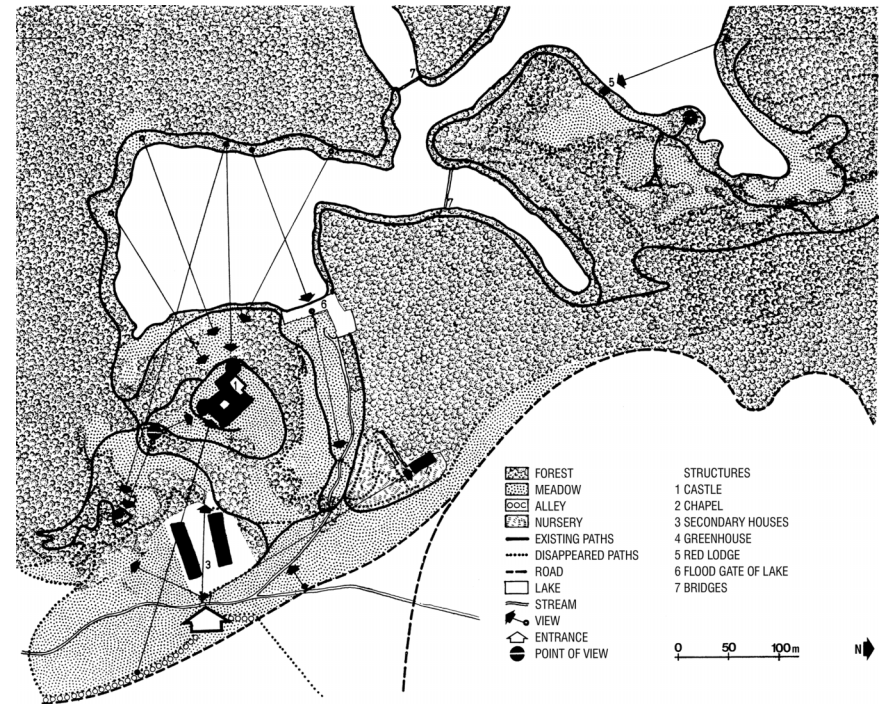 7
5
7
6
1
4
3
FOREST
MEADOW
ALLEY
NURSERY
EXISTING PATHS
DISAPPEARED PATHS
ROAD
LAKE
STREAM
VIEW
ENTRANCE
POINT OF VIEW
STRUCTURES
1 CASTLE
2 CHAPEL
3 SECONDARY HOUSES
4 GREENHOUSE
5 RED LODGE
6 FLOOD GATE OF LAKE
7 BRIDGES
0 50 100 m
N